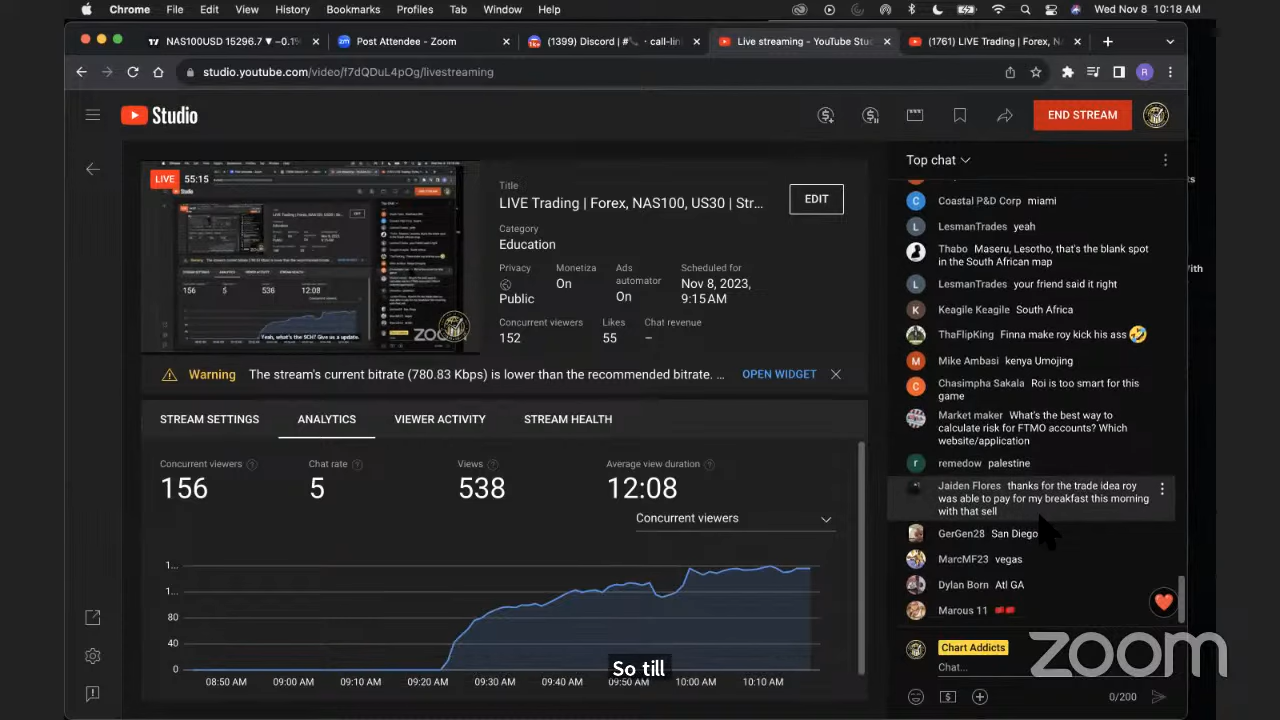 Chrome File Edit View History Bookmarks Profiles Tab Window Help Wed Nov 8 10:18 AM
NAS100USD 15296.7 ▼ −0.1% Post Attendee - Zoom (1399) Discord | # call-lin Live streaming - YouTube Stu (1761) LIVE Trading | Forex, N
studio.youtube.com/video/f7dQDuL4pOg/livestreaming R
Studio
END STREAM
LIVE 55:15
Title
LIVE Trading | Forex, NAS100, US30 | Str...
EDIT
Category
Education
Privacy
Public
Monetiza
On
Ads
automator
On
Scheduled for
Nov 8, 2023,
9:15 AM
Concurrent viewers
152
Likes
55
Chat revenue
–
Warning The stream's current bitrate (780.83 Kbps) is lower than the recommended bitrate. ... OPEN WIDGET
STREAM SETTINGS ANALYTICS VIEWER ACTIVITY STREAM HEALTH
Concurrent viewers
156
Chat rate
5
Views
538
Average view duration
12:08
Concurrent viewers
1...
1...
80
40
0
08:50 AM 09:00 AM 09:10 AM 09:20 AM 09:30 AM 09:40 AM 09:50 AM 10:00 AM 10:10 AM
So till
Top chat
Coastal P&D Corp miami
LesmanTrades yeah
Thabo Maseru, Lesotho, that's the blank spot
in the South African map
LesmanTrades your friend said it right
Keagile Keagile South Africa
ThaFlipKing Finna make roy kick his ass 🤣
Mike Ambasi kenya Umojing
Chasimpha Sakala Roi is too smart for this
game
Market maker What's the best way to
calculate risk for FTMO accounts? Which
website/application
remedow palestine
Jaiden Flores thanks for the trade idea roy
was able to pay for my breakfast this morning
with that sell
GerGen28 San Diego
MarcMF23 vegas
Dylan Born Atl GA
Marous 11
Chart Addicts
Chat...
0/200
zoom